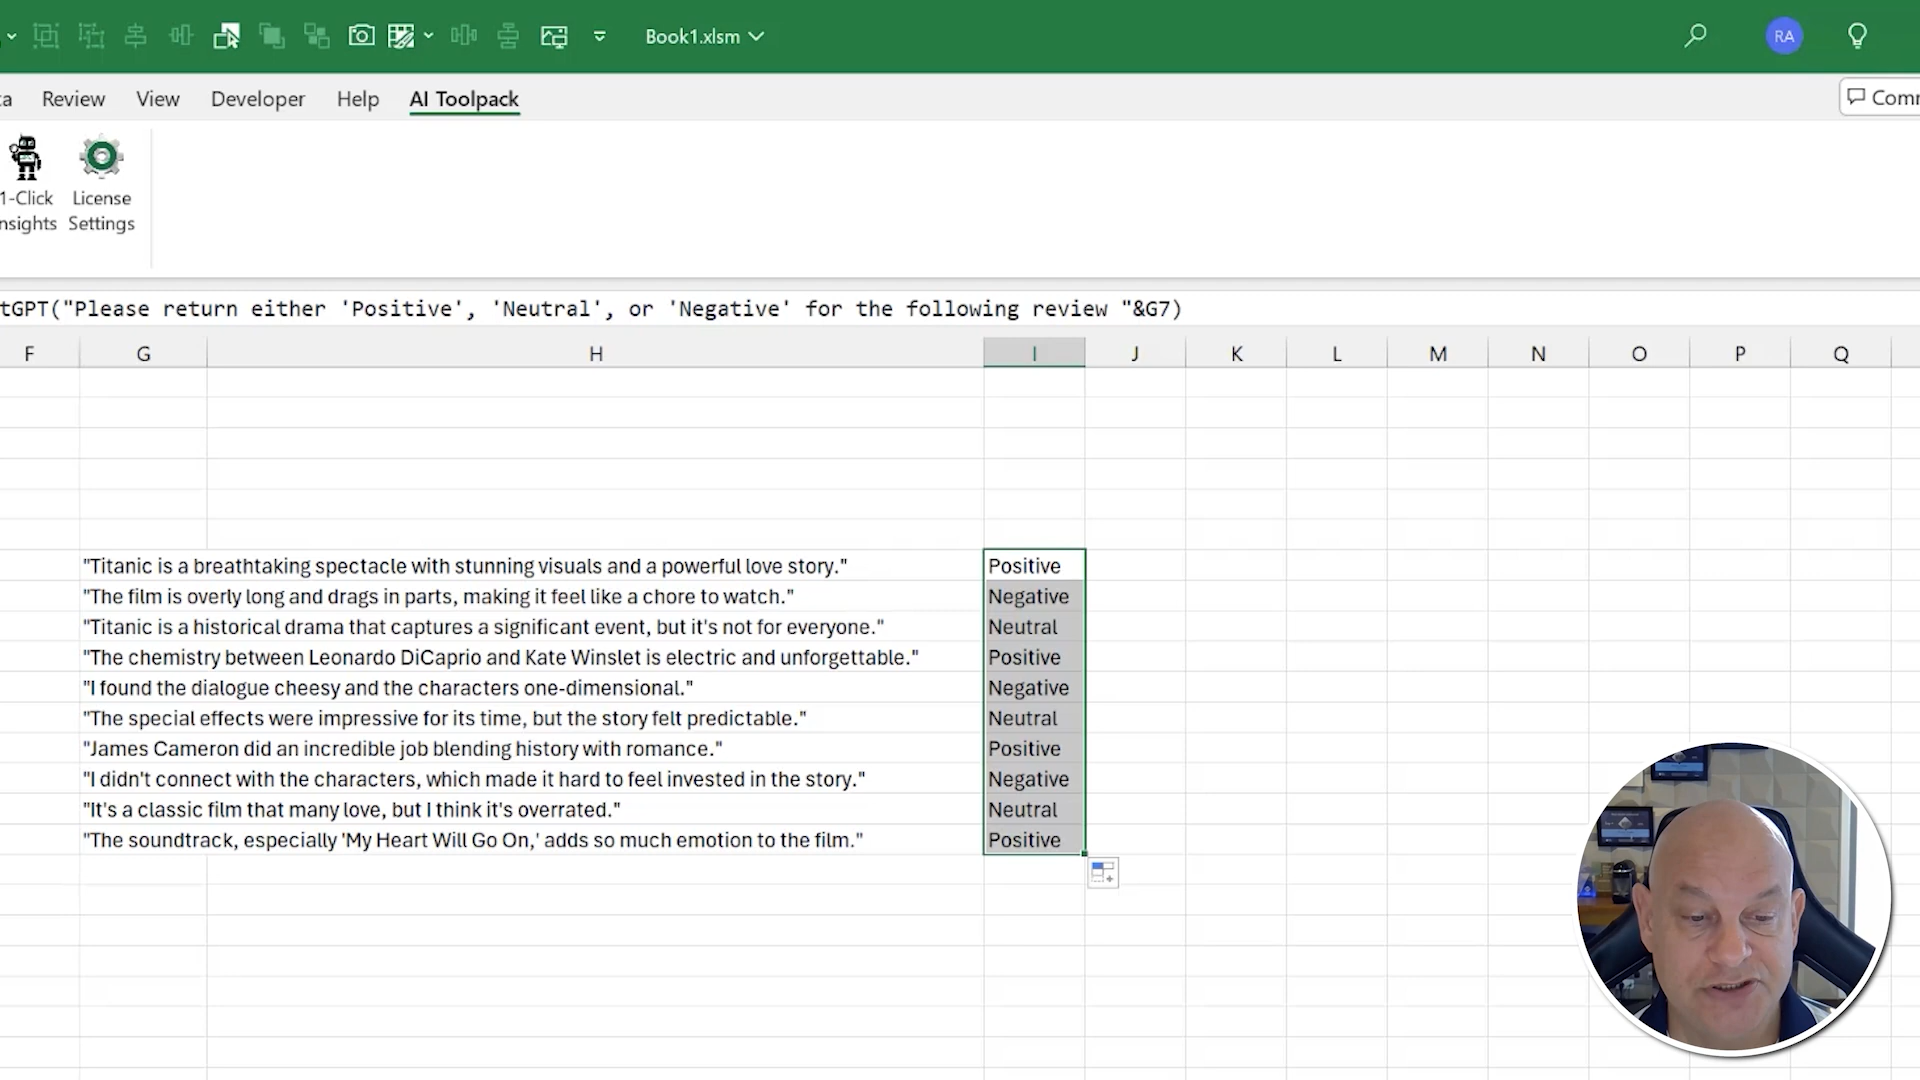 Book1.xlsm
RA
Review View Developer Help AI Toolpack
Comm
1-Click License
nsights Settings
tGPT("Please return either 'Positive', 'Neutral', or 'Negative' for the following review "&G7)
F G H I J K L M N O P Q
"Titanic is a breathtaking spectacle with stunning visuals and a powerful love story." Positive
"The film is overly long and drags in parts, making it feel like a chore to watch." Negative
"Titanic is a historical drama that captures a significant event, but it's not for everyone." Neutral
"The chemistry between Leonardo DiCaprio and Kate Winslet is electric and unforgettable." Positive
"I found the dialogue cheesy and the characters one-dimensional." Negative
"The special effects were impressive for its time, but the story felt predictable." Neutral
"James Cameron did an incredible job blending history with romance." Positive
"I didn't connect with the characters, which made it hard to feel invested in the story." Negative
"It's a classic film that many love, but I think it's overrated." Neutral
"The soundtrack, especially 'My Heart Will Go On,' adds so much emotion to the film." Positive